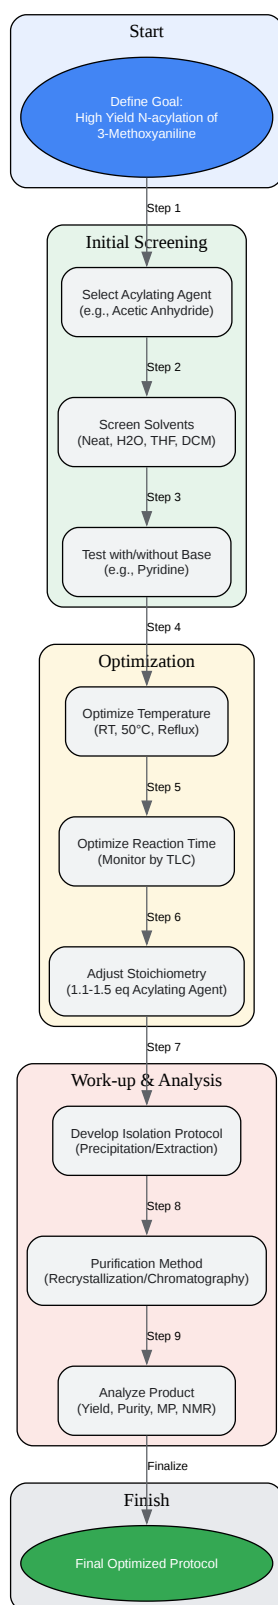 Start
Define Goal:
High Yield N-acylation of
3-Methoxyaniline
Step 1
Initial Screening
Select Acylating Agent
(e.g., Acetic Anhydride)
Step 2
Screen Solvents
(Neat, H2O, THF, DCM)
Step 3
Test with/without Base
(e.g., Pyridine)
Step 4
Optimization
Optimize Temperature
(RT, 50°C, Reflux)
Step 5
Optimize Reaction Time
(Monitor by TLC)
Step 6
Adjust Stoichiometry
(1.1-1.5 eq Acylating Agent)
Step 7
Work-up & Analysis
Develop Isolation Protocol
(Precipitation/Extraction)
Step 8
Purification Method
(Recrystallization/Chromatography)
Step 9
Analyze Product
(Yield, Purity, MP, NMR)
Finalize
Finish
Final Optimized Protocol